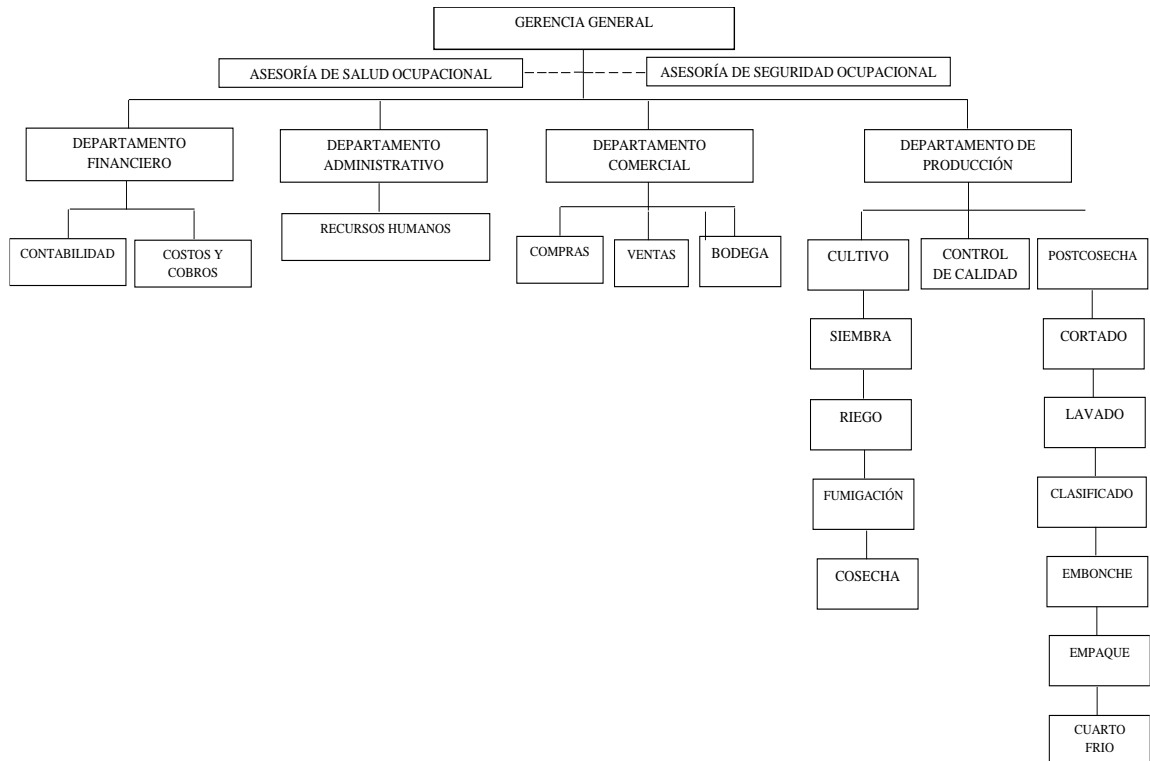 GERENCIA GENERAL
ASESORÍA DE SALUD OCUPACIONAL
ASESORÍA DE SEGURIDAD OCUPACIONAL
DEPARTAMENTO
FINANCIERO
DEPARTAMENTO
ADMINISTRATIVO
DEPARTAMENTO
COMERCIAL
DEPARTAMENTO DE
PRODUCCIÓN
CONTABILIDAD
COSTOS Y
COBROS
RECURSOS HUMANOS
COMPRAS
VENTAS
BODEGA
CULTIVO
CONTROL
DE CALIDAD
POSTCOSECHA
SIEMBRA
RIEGO
FUMIGACIÓN
COSECHA
CORTADO
LAVADO
CLASIFICADO
EMBONCHE
EMPAQUE
CUARTO
FRIO